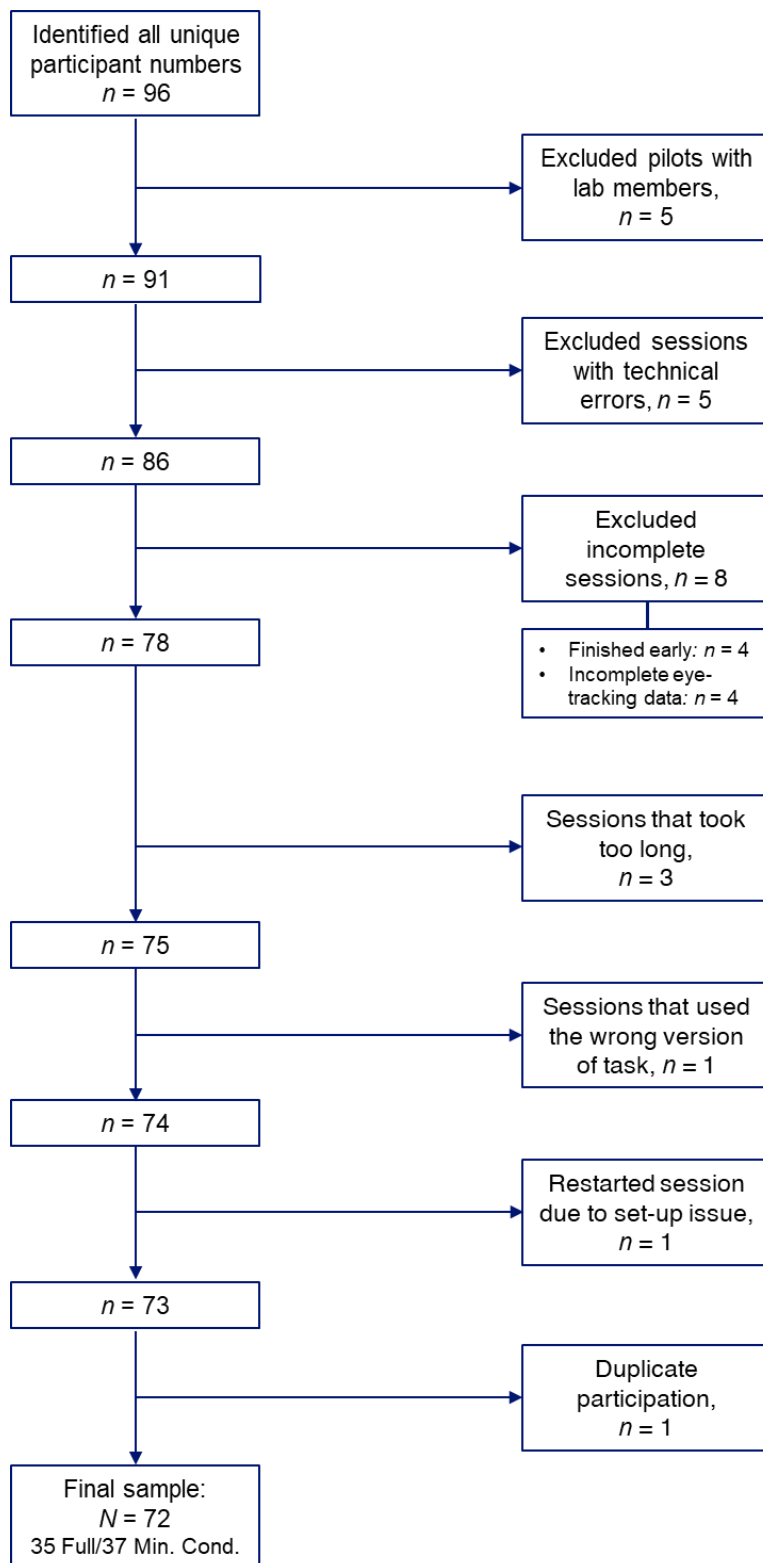 Identified all unique
participant numbers
n = 96
Excluded pilots with
lab members,
n = 5
n = 91
Excluded sessions
with technical
errors, n = 5
n = 86
Excluded
incomplete
sessions, n = 8
n = 78
• Finished early: n = 4
• Incomplete eye-
tracking data: n = 4
Sessions that took
too long,
n = 3
n = 75
Sessions that used
the wrong version
of task, n = 1
n = 74
Restarted session
due to set-up issue,
n = 1
n = 73
Duplicate
participation,
n = 1
Final sample:
N = 72
35 Full/37 Min. Cond.